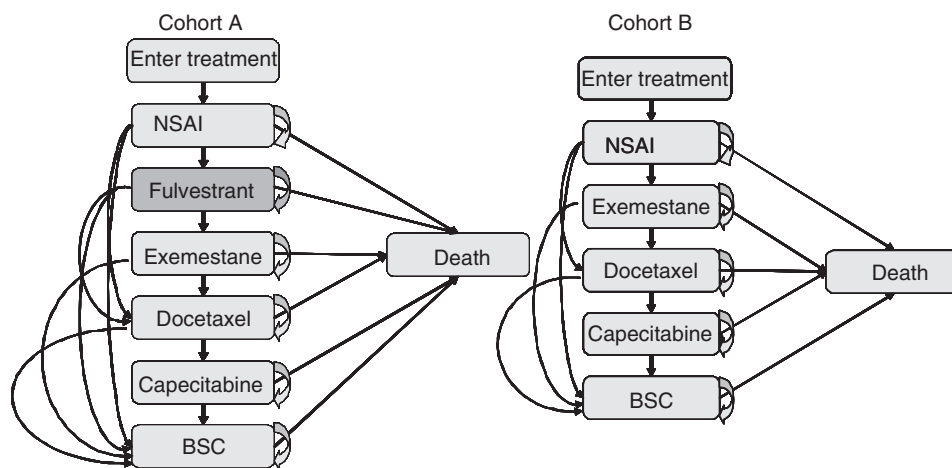 Cohort A
Enter treatment
NSAI
Fulvestrant
Exemestane
Docetaxel
Capecitabine
BSC
Death
Cohort B
Enter treatment
NSAI
Exemestane
Docetaxel
Capecitabine
BSC
Death